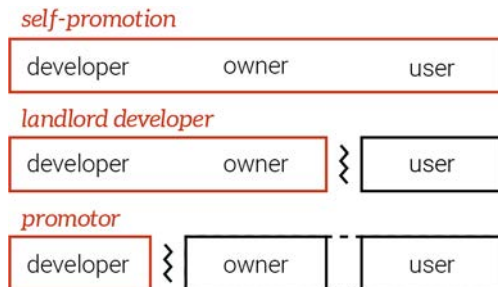 self-promotion
developer owner user
landlord developer
developer owner user
promotor
developer owner user